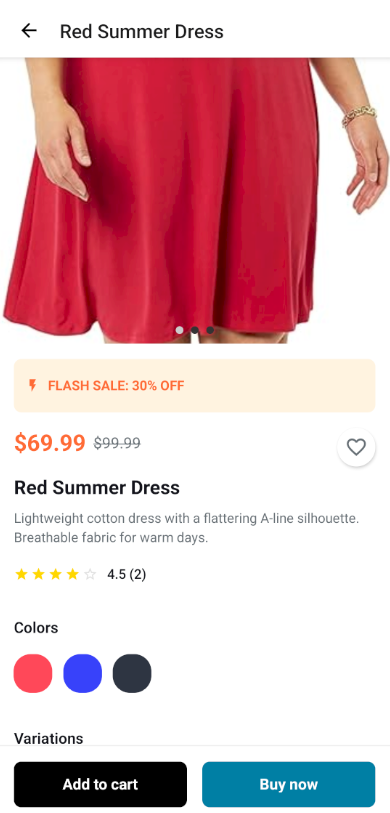 Red Summer Dress
FLASH SALE: 30% OFF
$69.99 $99.99
Red Summer Dress
Lightweight cotton dress with a flattering A-line silhouette.
Breathable fabric for warm days.
4.5 (2)
Colors
Variations
Add to cart
Buy now